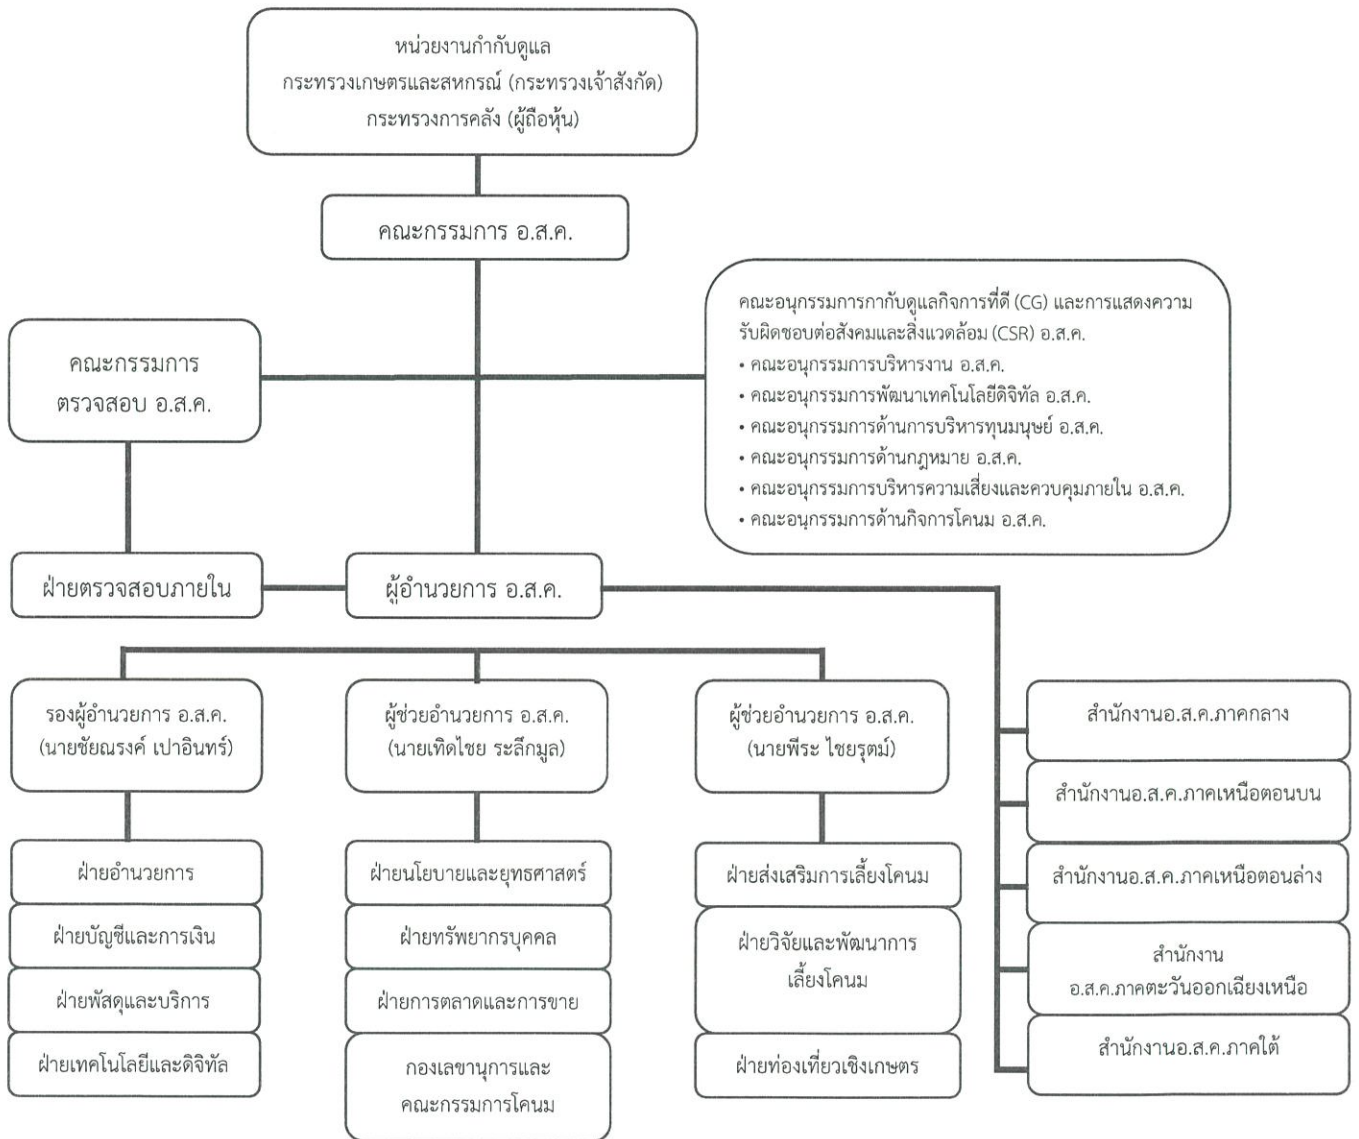 หน่วยงานกำกับดูแล
กระทรวงเกษตรและสหกรณ์ (กระทรวงเจ้าสังกัด)
กระทรวงการคลัง (ผู้ถือหุ้น)
คณะกรรมการ อ.ส.ค.
คณะกรรมการ
ตรวจสอบ อ.ส.ค.
คณะอนุกรรมการกากับดูแลกิจการที่ดี (CG) และการแสดงความ
รับผิดชอบต่อสังคมและสิ่งแวดล้อม (CSR) อ.ส.ค.
• คณะอนุกรรมการบริหารงาน อ.ส.ค.
• คณะอนุกรรมการพัฒนาเทคโนโลยีดิจิทัล อ.ส.ค.
• คณะอนุกรรมการด้านการบริหารทุนมนุษย์ อ.ส.ค.
• คณะอนุกรรมการด้านกฎหมาย อ.ส.ค.
• คณะอนุกรรมการบริหารความเสี่ยงและควบคุมภายใน อ.ส.ค.
• คณะอนุกรรมการด้านกิจการโคนม อ.ส.ค.
ฝ่ายตรวจสอบภายใน
ผู้อำนวยการ อ.ส.ค.
รองผู้อำนวยการ อ.ส.ค.
(นายชัยณรงค์ เปาอินทร์)
ฝ่ายอำนวยการ
ฝ่ายบัญชีและการเงิน
ฝ่ายพัสดุและบริการ
ฝ่ายเทคโนโลยีและดิจิทัล
ผู้ช่วยอำนวยการ อ.ส.ค.
(นายเทิดไชย ระลึกมูล)
ฝ่ายนโยบายและยุทธศาสตร์
ฝ่ายทรัพยากรบุคคล
ฝ่ายการตลาดและการขาย
กองเลขานุการและ
คณะกรรมการโคนม
ผู้ช่วยอำนวยการ อ.ส.ค.
(นายพีระ ไชยรุตม์)
ฝ่ายส่งเสริมการเลี้ยงโคนม
ฝ่ายวิจัยและพัฒนาการ
เลี้ยงโคนม
ฝ่ายท่องเที่ยวเชิงเกษตร
สำนักงานอ.ส.ค.ภาคกลาง
สำนักงานอ.ส.ค.ภาคเหนือตอนบน
สำนักงานอ.ส.ค.ภาคเหนือตอนล่าง
สำนักงาน
อ.ส.ค.ภาคตะวันออกเฉียงเหนือ
สำนักงานอ.ส.ค.ภาคใต้